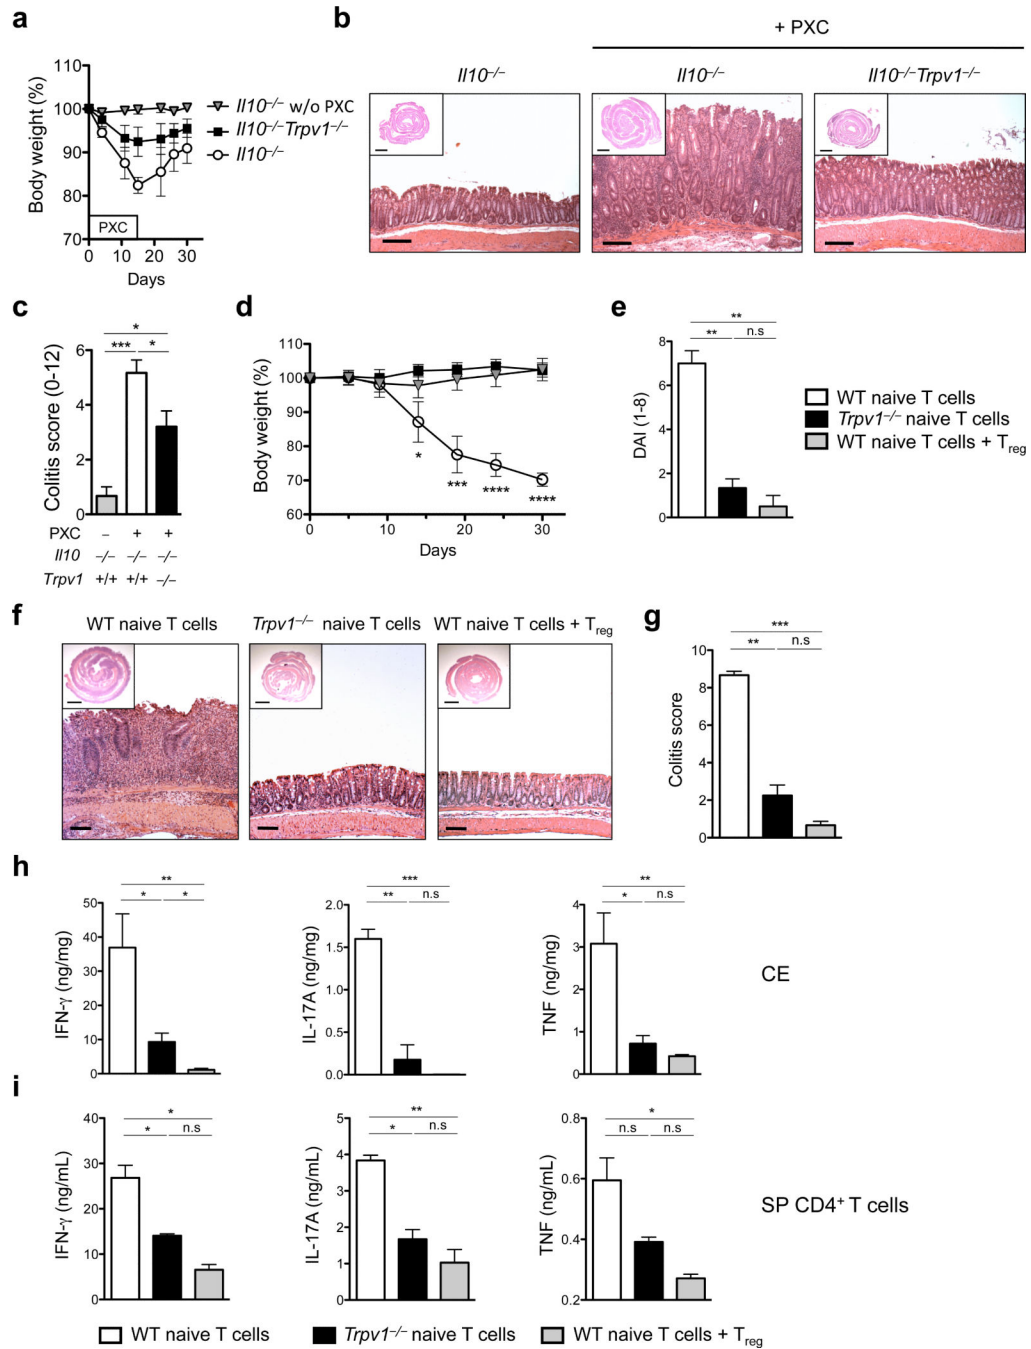 a
110
100
90
80
70
Body weight (%)
PXC
0 10 20 30
Days
Il10–/– w/o PXC
Il10–/–Trpv1–/–
Il10–/–
b
+ PXC
Il10–/– Il10–/– Il10–/–Trpv1–/–
c
Colitis score (0-12)
6
4
2
0
*
*** *
PXC – + +
Il10 –/– –/– –/–
Trpv1 +/+ +/+ –/–
d
Body weight (%)
110
100
90
80
70
60
* *** **** ****
0 10 20 30
Days
e
DAI (1-8)
8
6
4
2
0
**
** n.s
WT naive T cells
Trpv1–/– naive T cells
WT naive T cells + Treg
f
WT naive T cells Trpv1–/– naive T cells WT naive T cells + Treg
g
Colitis score
10
8
6
4
2
0
***
** n.s
h
IFN-γ (ng/mg)
50
40
30
20
10
0
**
* *
IL-17A (ng/mg)
2.0
1.5
1.0
0.5
0.0
***
** n.s
TNF (ng/mg)
4
3
2
1
0
**
* n.s
CE
i
IFN-γ (ng/mL)
40
30
20
10
0
*
* n.s
IL-17A (ng/mL)
5
4
3
2
1
0
**
* n.s
TNF (ng/mL)
0.8
0.6
0.4
0.2
*
n.s n.s
SP CD4+ T cells
WT naive T cells Trpv1–/– naive T cells WT naive T cells + Treg